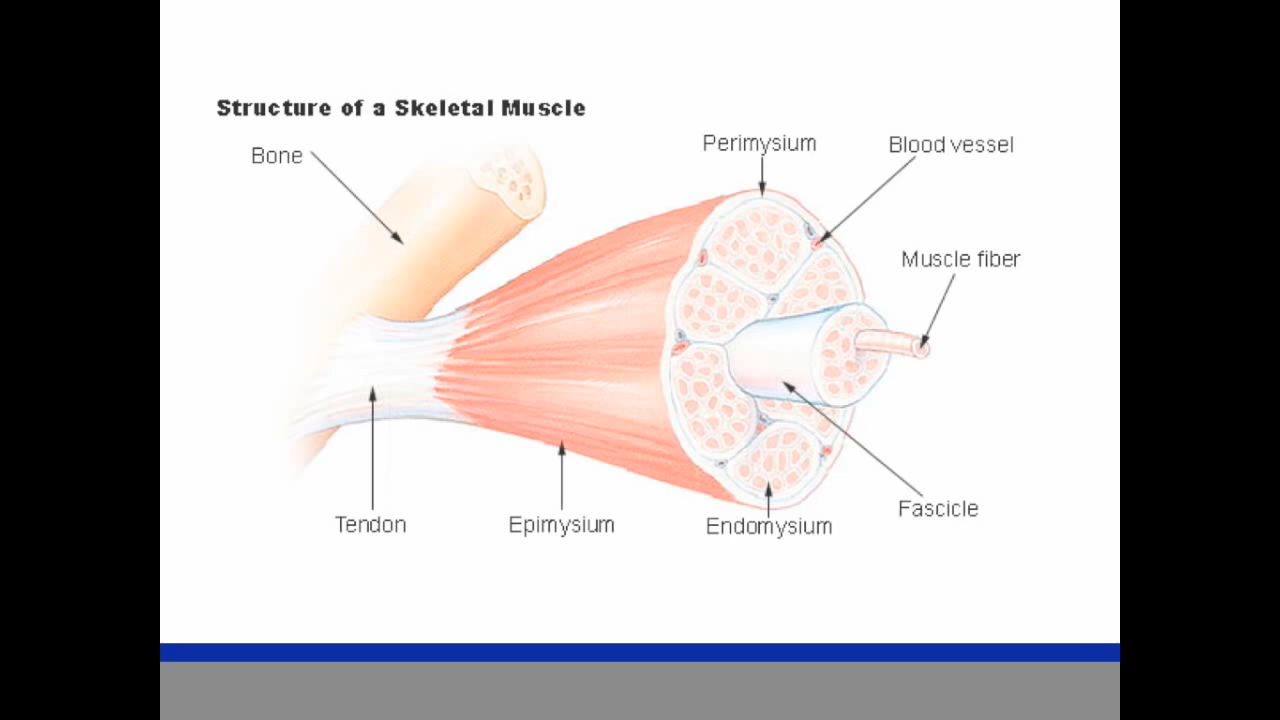 Structure of a Skeletal Muscle
Bone
Perimysium
Blood vessel
Muscle fiber
Tendon
Epimysium
Endomysium
Fascicle